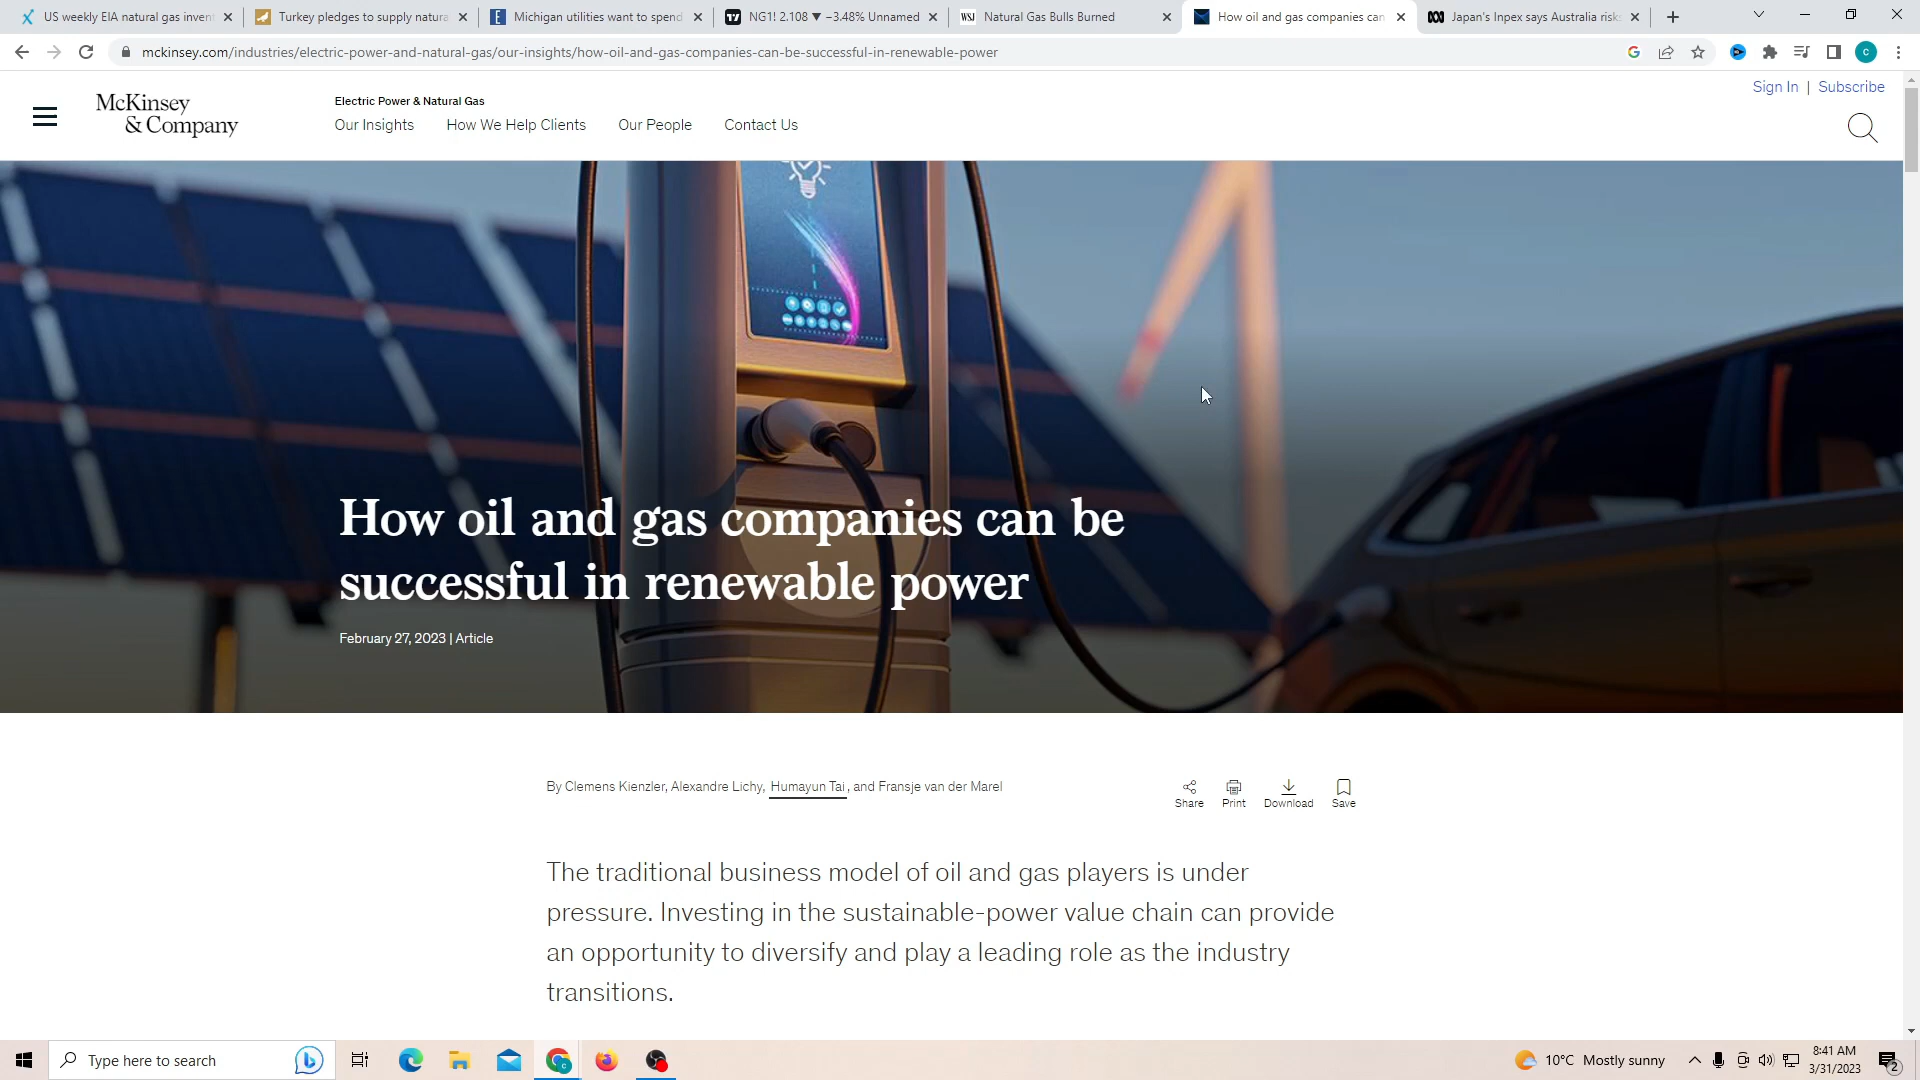 US weekly EIA natural gas inven
Turkey pledges to supply natura
Michigan utilities want to spend
NG1! 2.108 ▼ −3.48% Unnamed
WSJ
Natural Gas Bulls Burned
How oil and gas companies can
Japan's Inpex says Australia risks
mckinsey.com/industries/electric-power-and-natural-gas/our-insights/how-oil-and-gas-companies-can-be-successful-in-renewable-power
Sign In | Subscribe
McKinsey
& Company
Electric Power & Natural Gas
Our Insights
How We Help Clients
Our People
Contact Us
How oil and gas companies can be
successful in renewable power
February 27, 2023 | Article
By Clemens Kienzler, Alexandre Lichy, Humayun Tai, and Fransje van der Marel
Share
Print
Download
Save
The traditional business model of oil and gas players is under
pressure. Investing in the sustainable-power value chain can provide
an opportunity to diversify and play a leading role as the industry
transitions.
Type here to search
10°C Mostly sunny
8:41 AM
3/31/2023
2